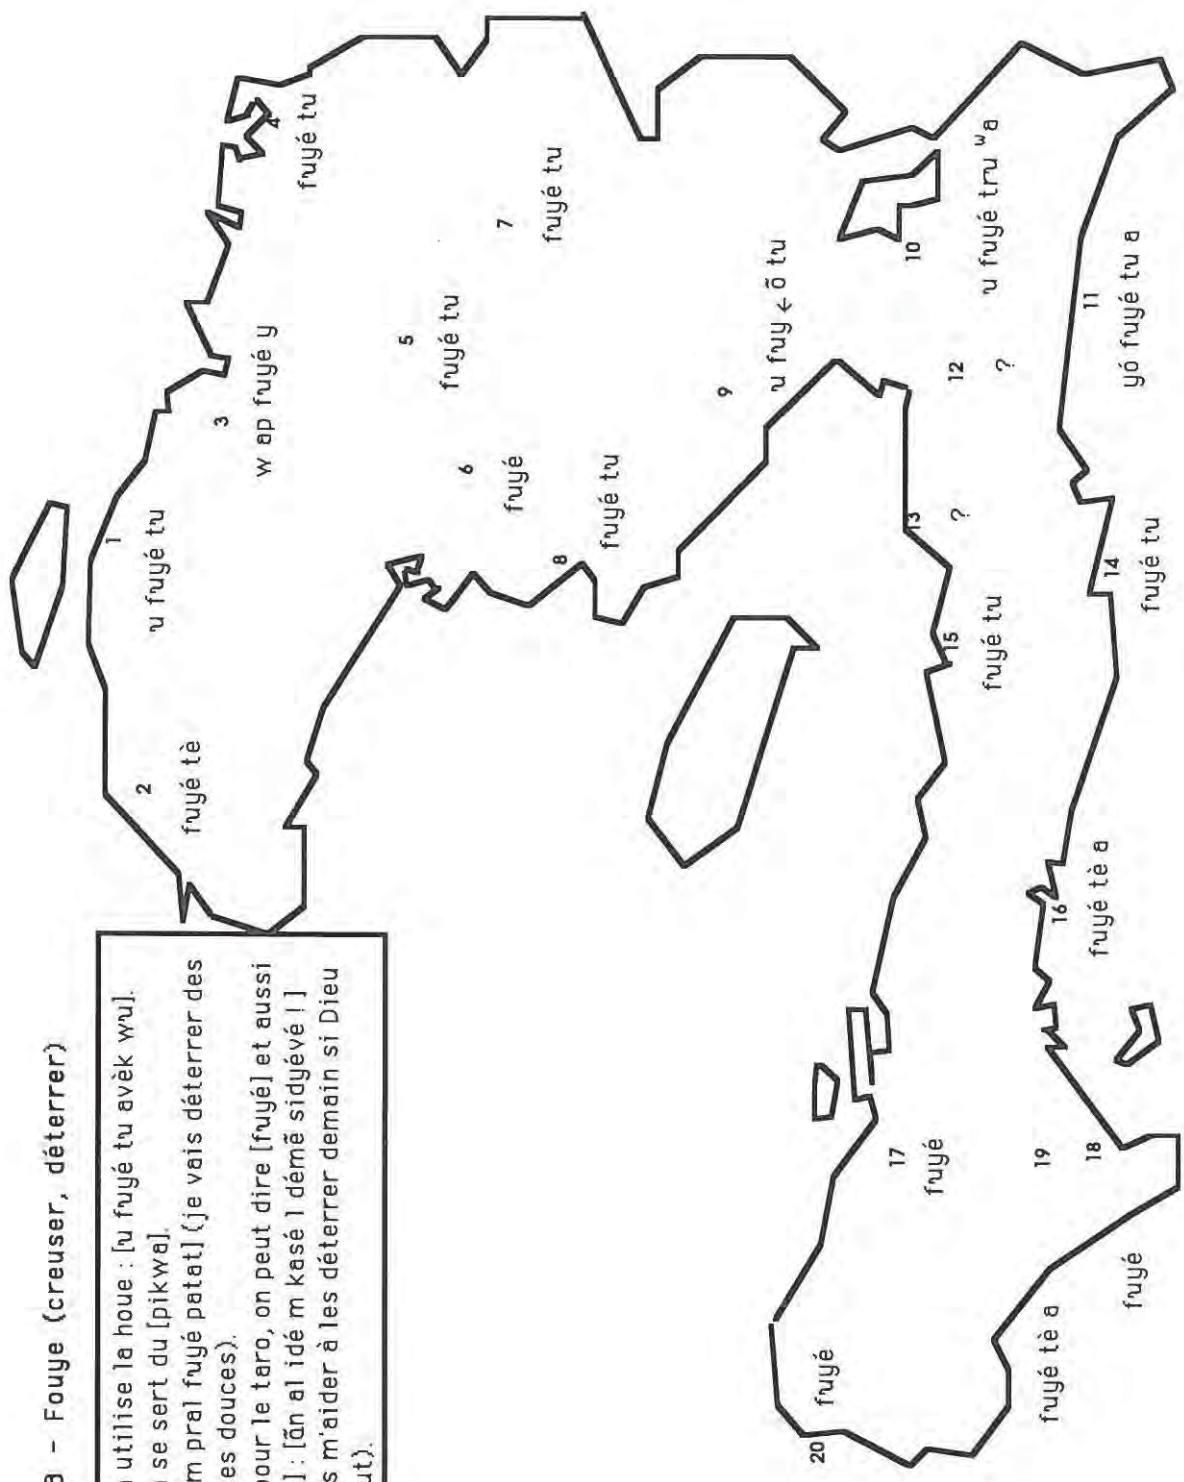 - Fouye (creuser, déterrer)
utilise la houe : [u fuyé tu avèk wu].
se sert du [pikwa].
m pral fuyé patat] (je vais déterrer des
es douces).
pour le taro, on peut dire [fuyé] et aussi
] : [ãn al idé m kasé l démẽ sidyévé ! ]
s m'aider à les déterrer demain si Dieu
ut).
1
u fuyé tu
2
fuyé tè
3
w ap fuyé y
4
fuyé tu
5
fuyé tu
6
fuyé
7
fuyé tu
8
fuyé tu
9
u fuy ← õ tu
10
u fuyé tru ʷa
11
yó fuyé tu a
12
?
13
?
14
fuyé tu
15
fuyé tu
16
fuyé tè a
17
fuyé
18
fuyé
19
fuyé tè a
20
fuyé